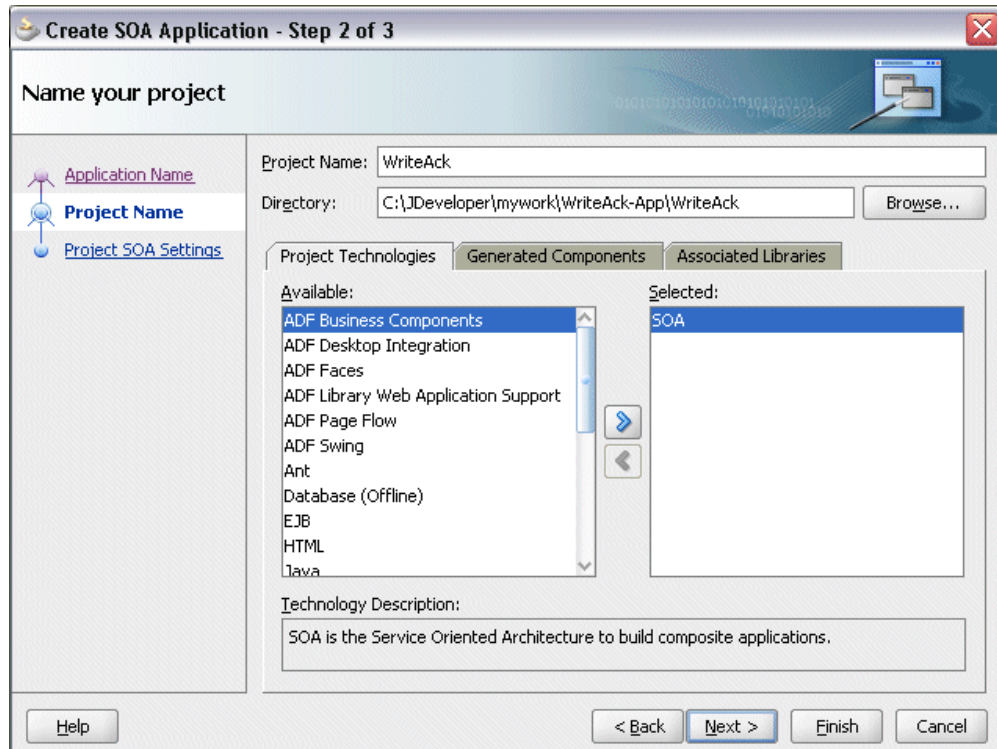 Create SOA Application - Step 2 of 3
Name your project
Application Name
Project Name
Project SOA Settings
Project Name: WriteAck
Directory: C:\JDeveloper\mywork\WriteAck-App\WriteAck Browse...
Project Technologies Generated Components Associated Libraries
Available: Selected:
ADF Business Components SOA
ADF Desktop Integration
ADF Faces
ADF Library Web Application Support
ADF Page Flow
ADF Swing
Ant
Database (Offline)
EJB
HTML
Java
Technology Description:
SOA is the Service Oriented Architecture to build composite applications.
Help < Back Next > Finish Cancel